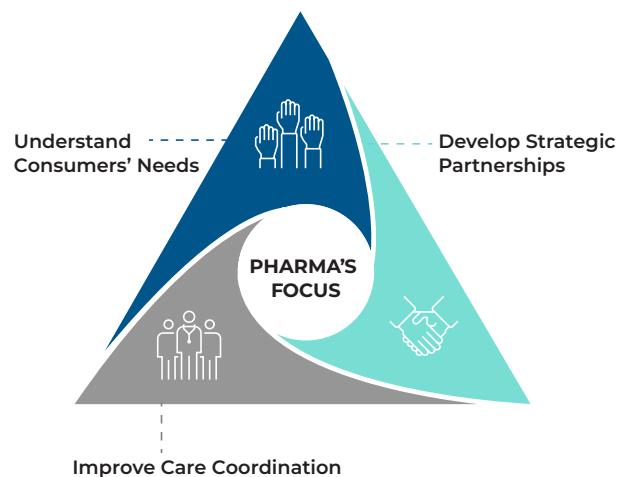 Understand
Consumers’ Needs
Develop Strategic
Partnerships
PHARMA’S
FOCUS
Improve Care Coordination